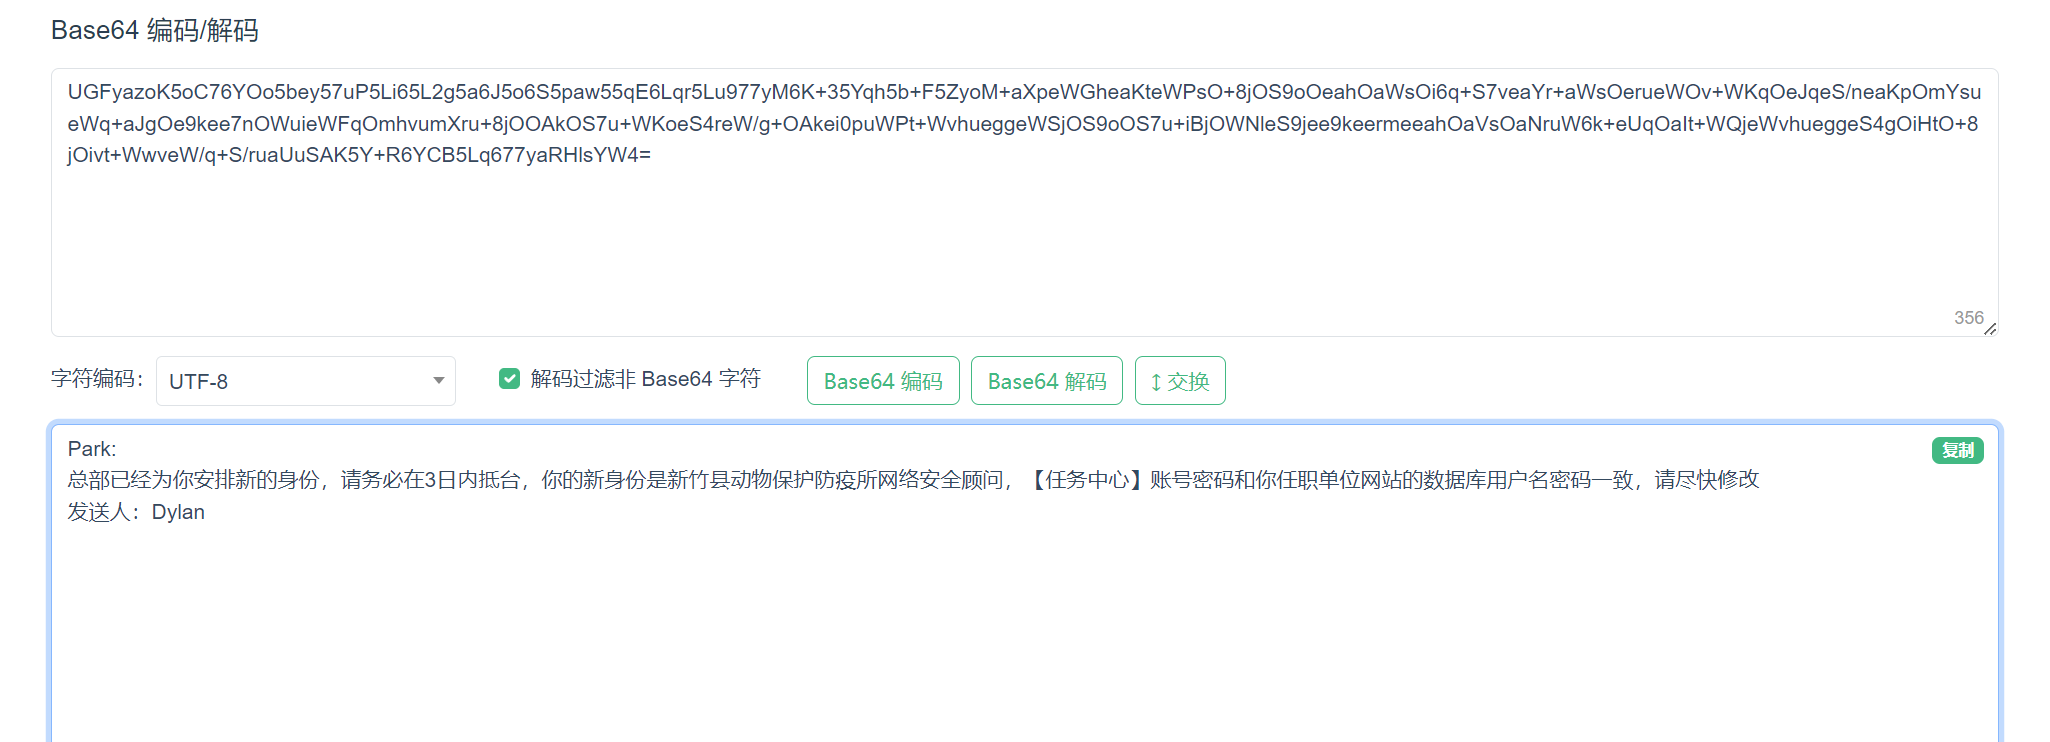 Base64 编码/解码
UGFyazoK5oC76YOo5bey57uP5Li65L2g5a6J5o6S5paw55qE6Lqr5Lu977yM6K+35Yqh5b+F5ZyoM+aXpeWGheaKteWPsO+8jOS9oOeahOaWsOi6q+S7veaYr+aWsOerueWOv+WKqOeJqeS/neaKpOmYsu
eWq+aJgOe9kee7nOWuieWFqOmhvumXru+8jOOAkOS7u+WKoeS4reW/g+OAkei0puWPt+WvhueggeWSjOS9oOS7u+iBjOWNleS9jee9keermeeahOaVsOaNruW6k+eUqOaIt+WQjeWvhueggeS4gOiHtO+8
jOivt+WwveW/q+S/ruaUuSAK5Y+R6YCB5Lq677yaRHlsYW4=
356
字符编码： UTF-8 解码过滤非 Base64 字符 Base64 编码 Base64 解码 ↕ 交换
Park:
复制
总部已经为你安排新的身份，请务必在3日内抵台，你的新身份是新竹县动物保护防疫所网络安全顾问，【任务中心】账号密码和你任职单位网站的数据库用户名密码一致，请尽快修改
发送人：Dylan